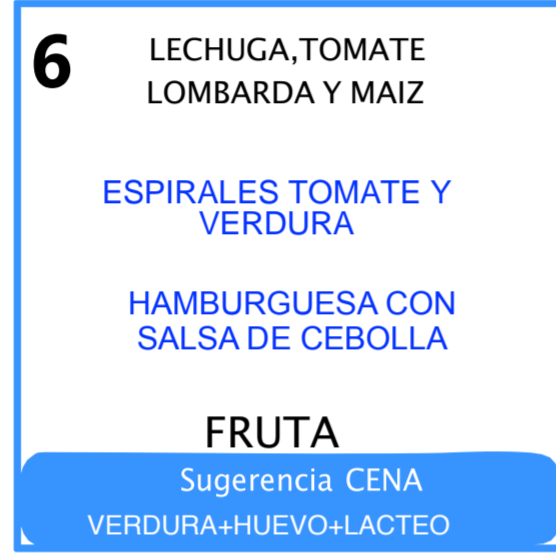 6
LECHUGA,TOMATE
LOMBARDA Y MAIZ
ESPIRALES TOMATE Y
VERDURA
HAMBURGUESA CON
SALSA DE CEBOLLA
FRUTA
Sugerencia CENA
VERDURA+HUEVO+LACTEO